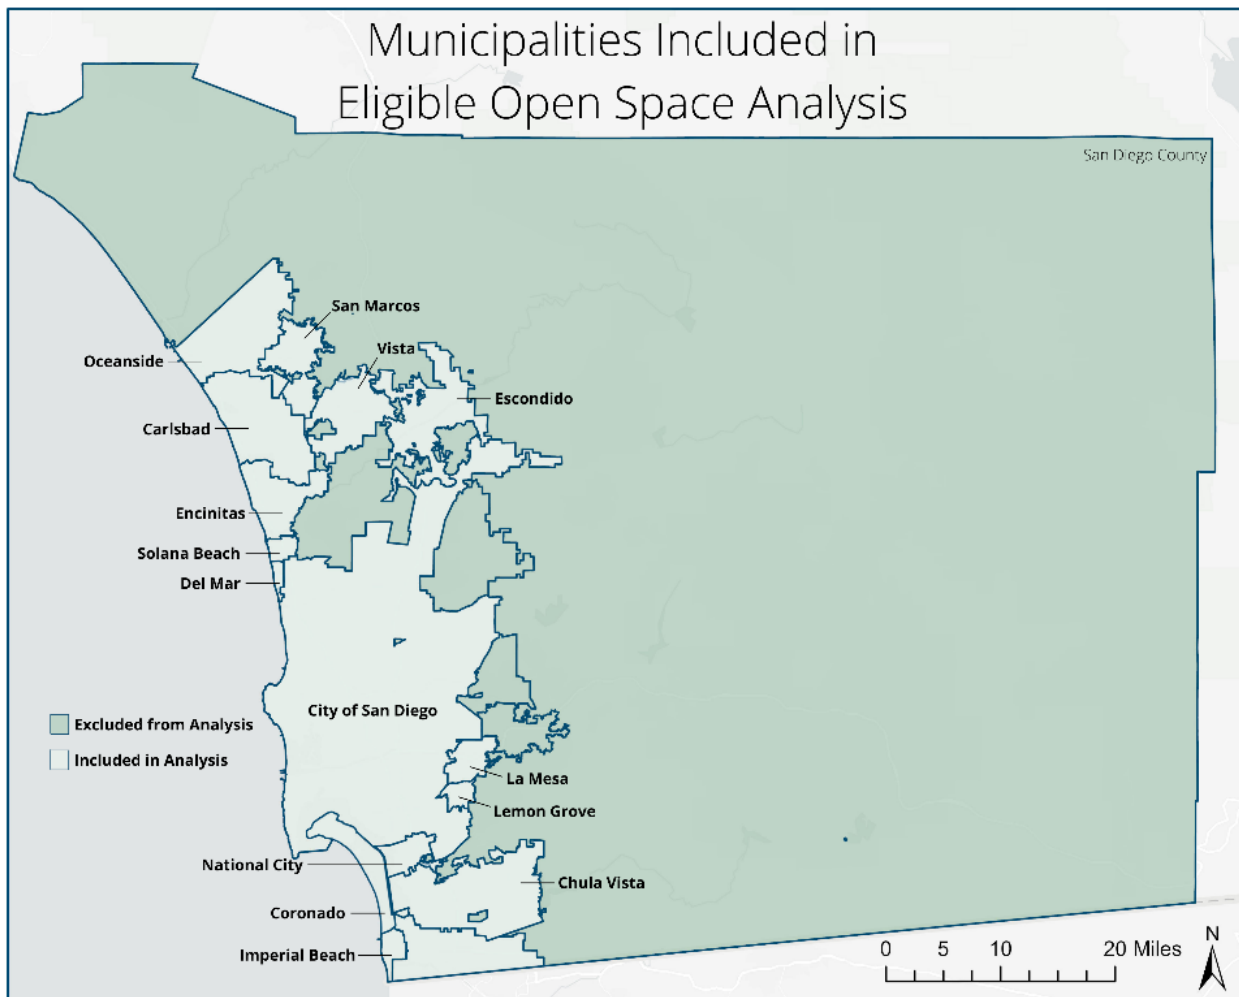 Municipalities Included in
Eligible Open Space Analysis
San Diego County
San Marcos
Vista
Oceanside
Escondido
Carlsbad
Encinitas
Solana Beach
Del Mar
City of San Diego
Excluded from Analysis
Included in Analysis
La Mesa
Lemon Grove
National City
Chula Vista
Coronado
Imperial Beach
0 5 10 20 Miles
N